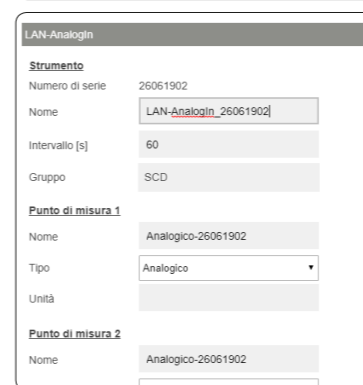 LAN-AnalogIn
Strumento
Numero di serie 26061902
Nome LAN-AnalogIn_26061902
Intervallo [s] 60
Gruppo SCD
Punto di misura 1
Nome Analogico-26061902
Tipo Analogico
Unità
Punto di misura 2
Nome Analogico-26061902